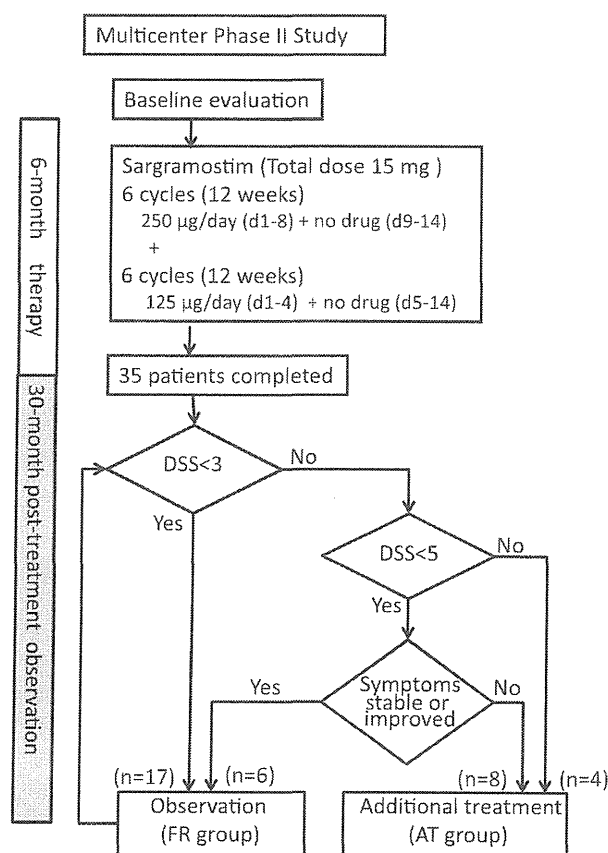 Multicenter Phase II Study
Baseline evaluation
6-month therapy
Sargramostim (Total dose 15 mg )
6 cycles (12 weeks)
250 µg/day (d1-8) + no drug (d9-14)
+
6 cycles (12 weeks)
125 µg/day (d1-4) + no drug (d5-14)
35 patients completed
30-month post-treatment observation
DSS<3
No
Yes
DSS<5
No
Yes
Symptoms
stable or
improved
Yes
No
(n=17)
(n=6)
(n=8)
(n=4)
Observation
(FR group)
Additional treatment
(AT group)